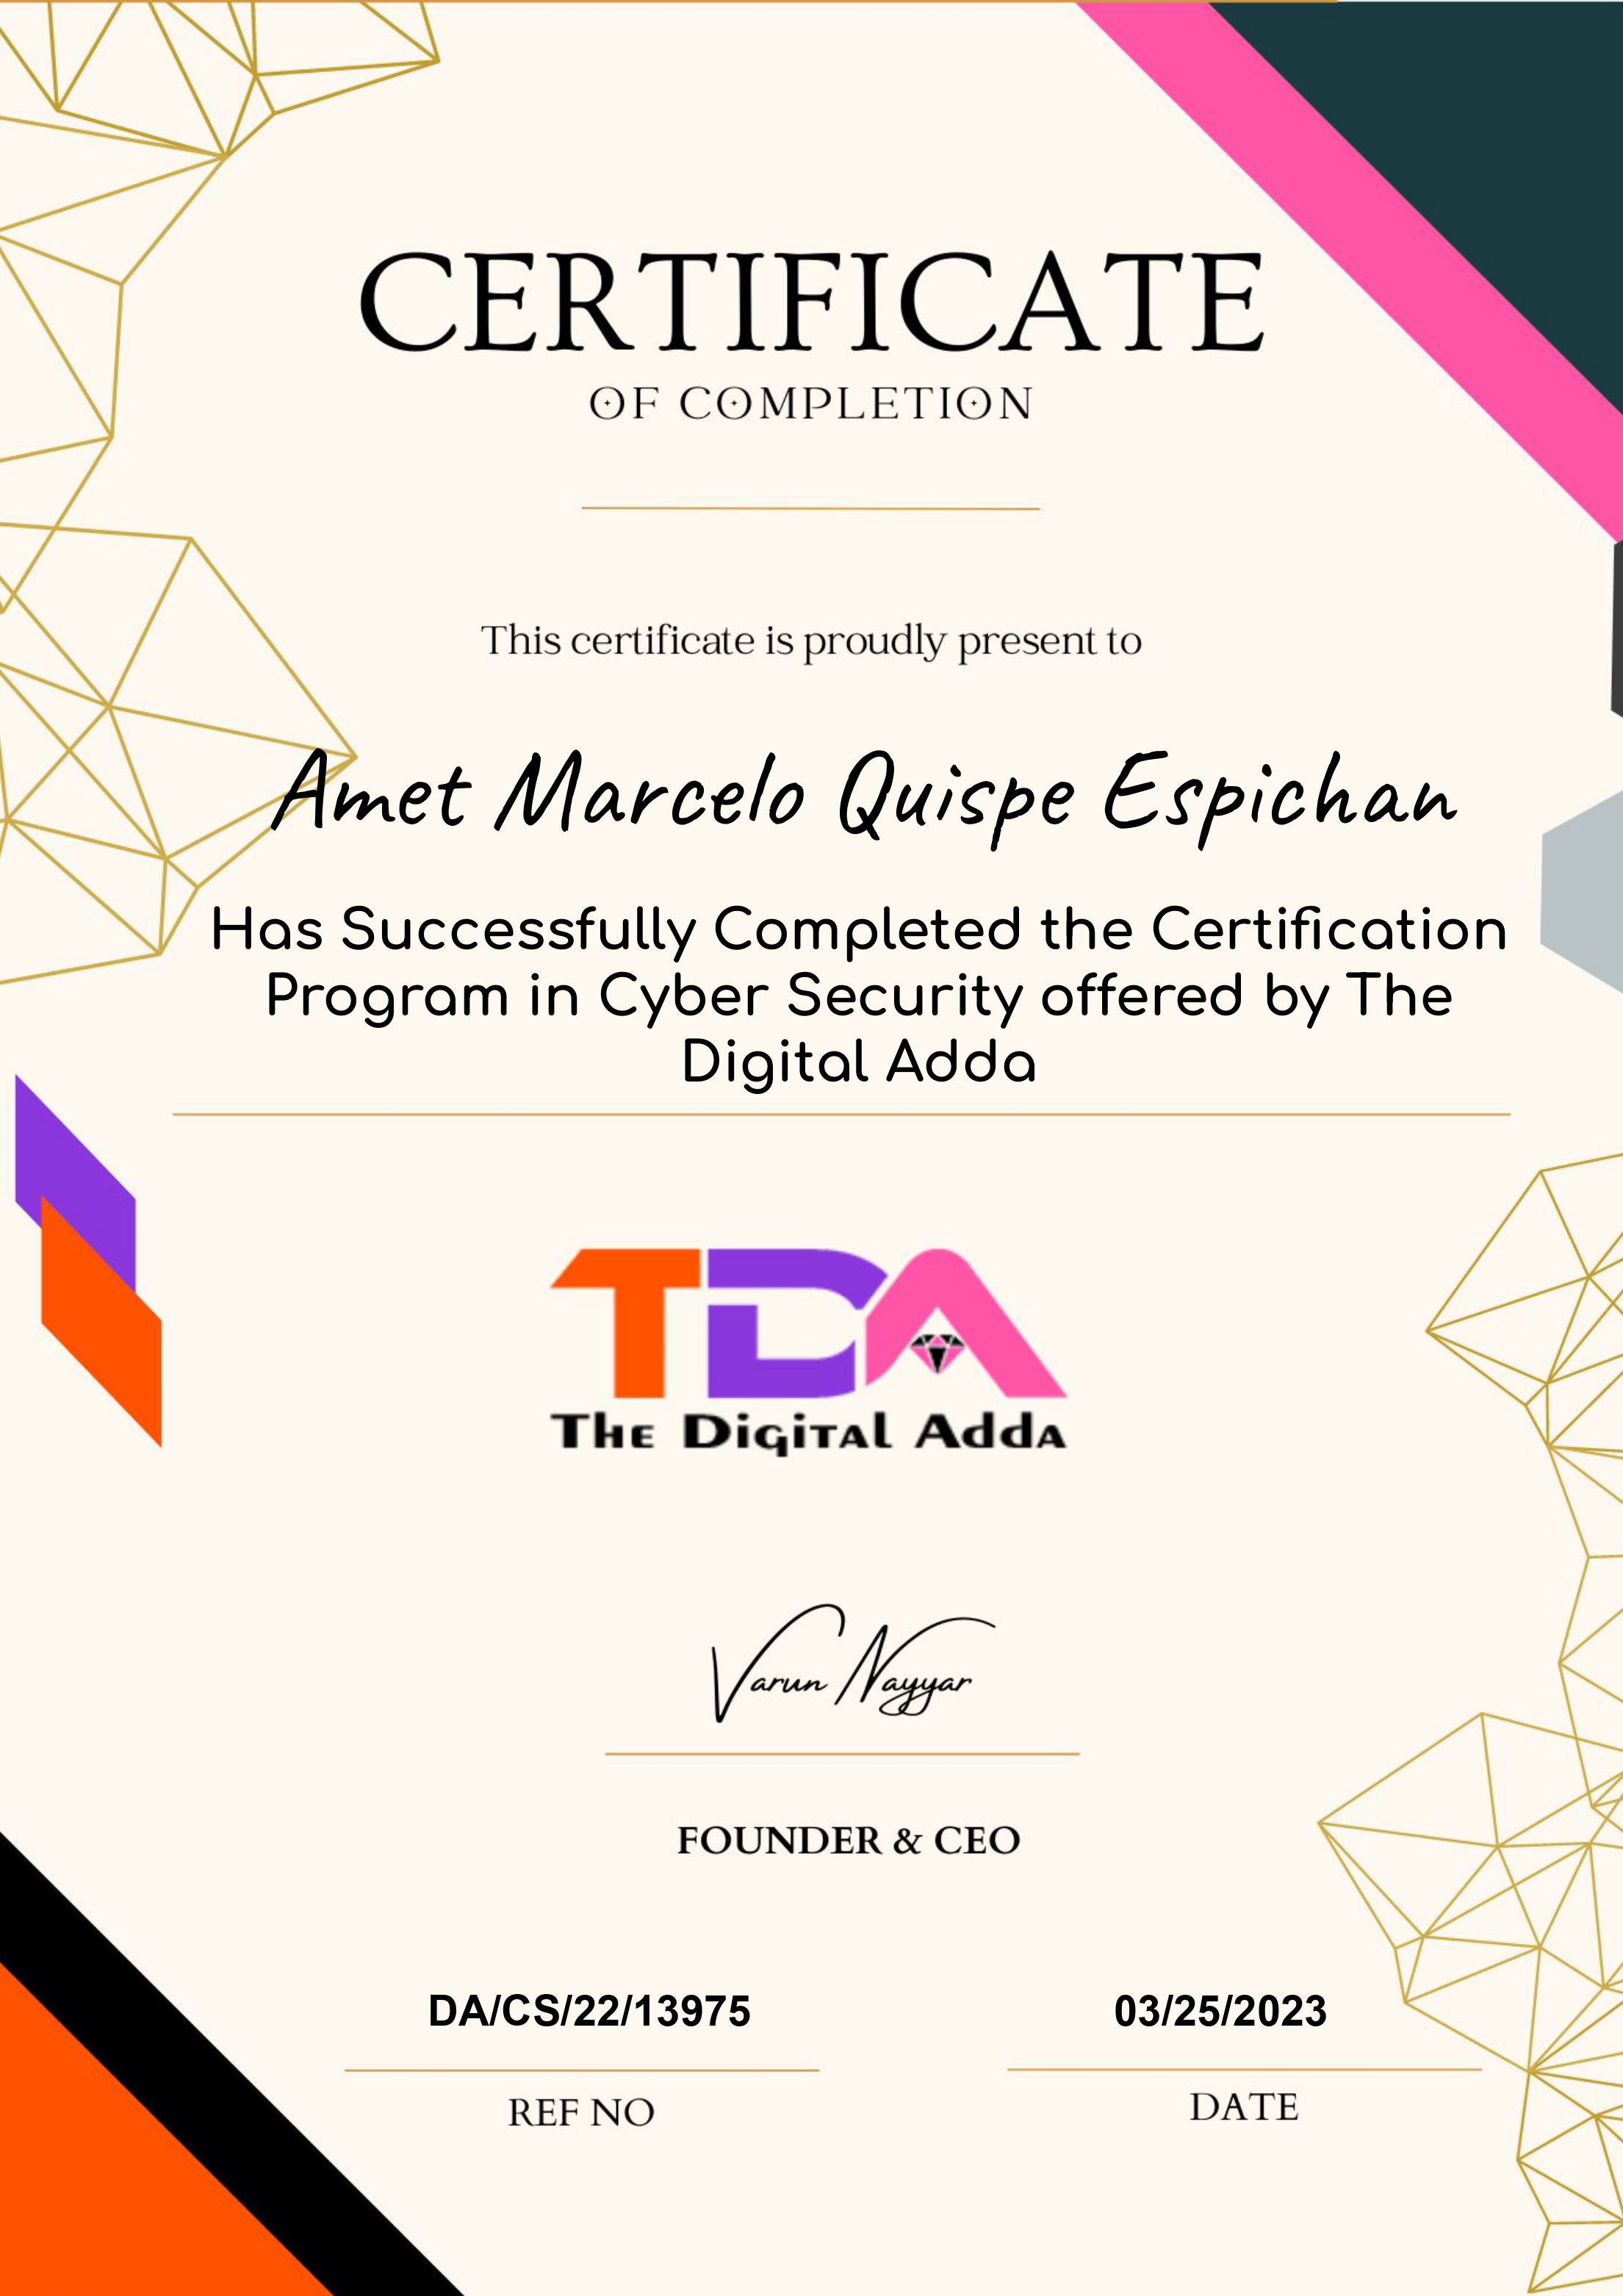 CERTIFICATE
OF COMPLETION
This certificate is proudly present to
Amet Marcelo Quispe Espichan
Has Successfully Completed the Certification
Program in Cyber Security offered by The
Digital Adda
TDA
The Digital Adda
Varun Nayyar
FOUNDER & CEO
DA/CS/22/13975
REF NO
03/25/2023
DATE